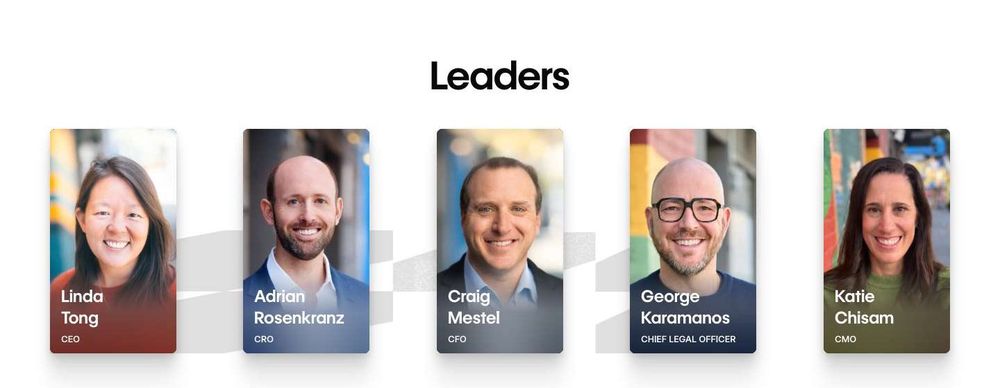 Leaders
Linda
Tong
CEO
Adrian
Rosenkranz
CRO
Craig
Mestel
CFO
George
Karamanos
CHIEF LEGAL OFFICER
Katie
Chisam
CMO